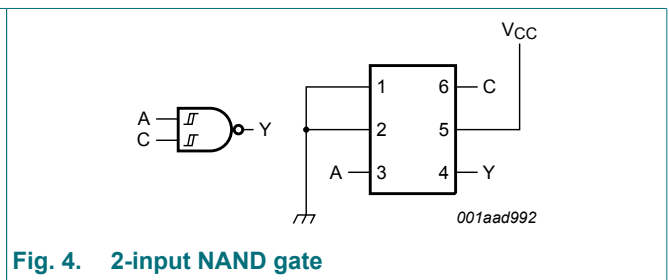 VCC
A
C
Y
1 6 C
2 5
A 3 4 Y
001aad992
Fig. 4. 2-input NAND gate